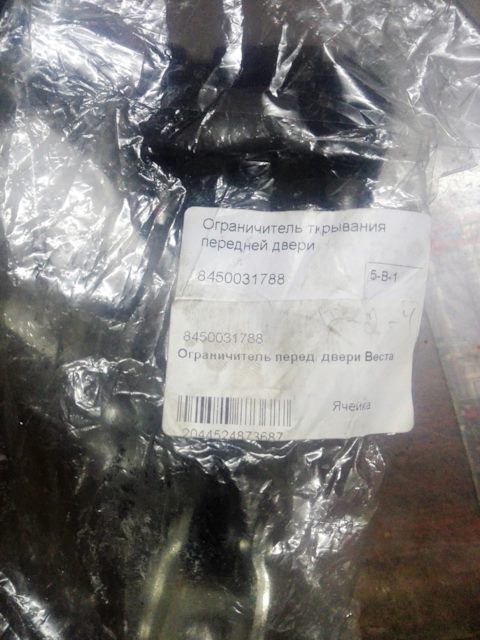 Ограничитель ткрывания
передней двери
8450031788
5-В-1
8450031788
Ограничитель перед. двери Веста
Ячейка
2044524873687